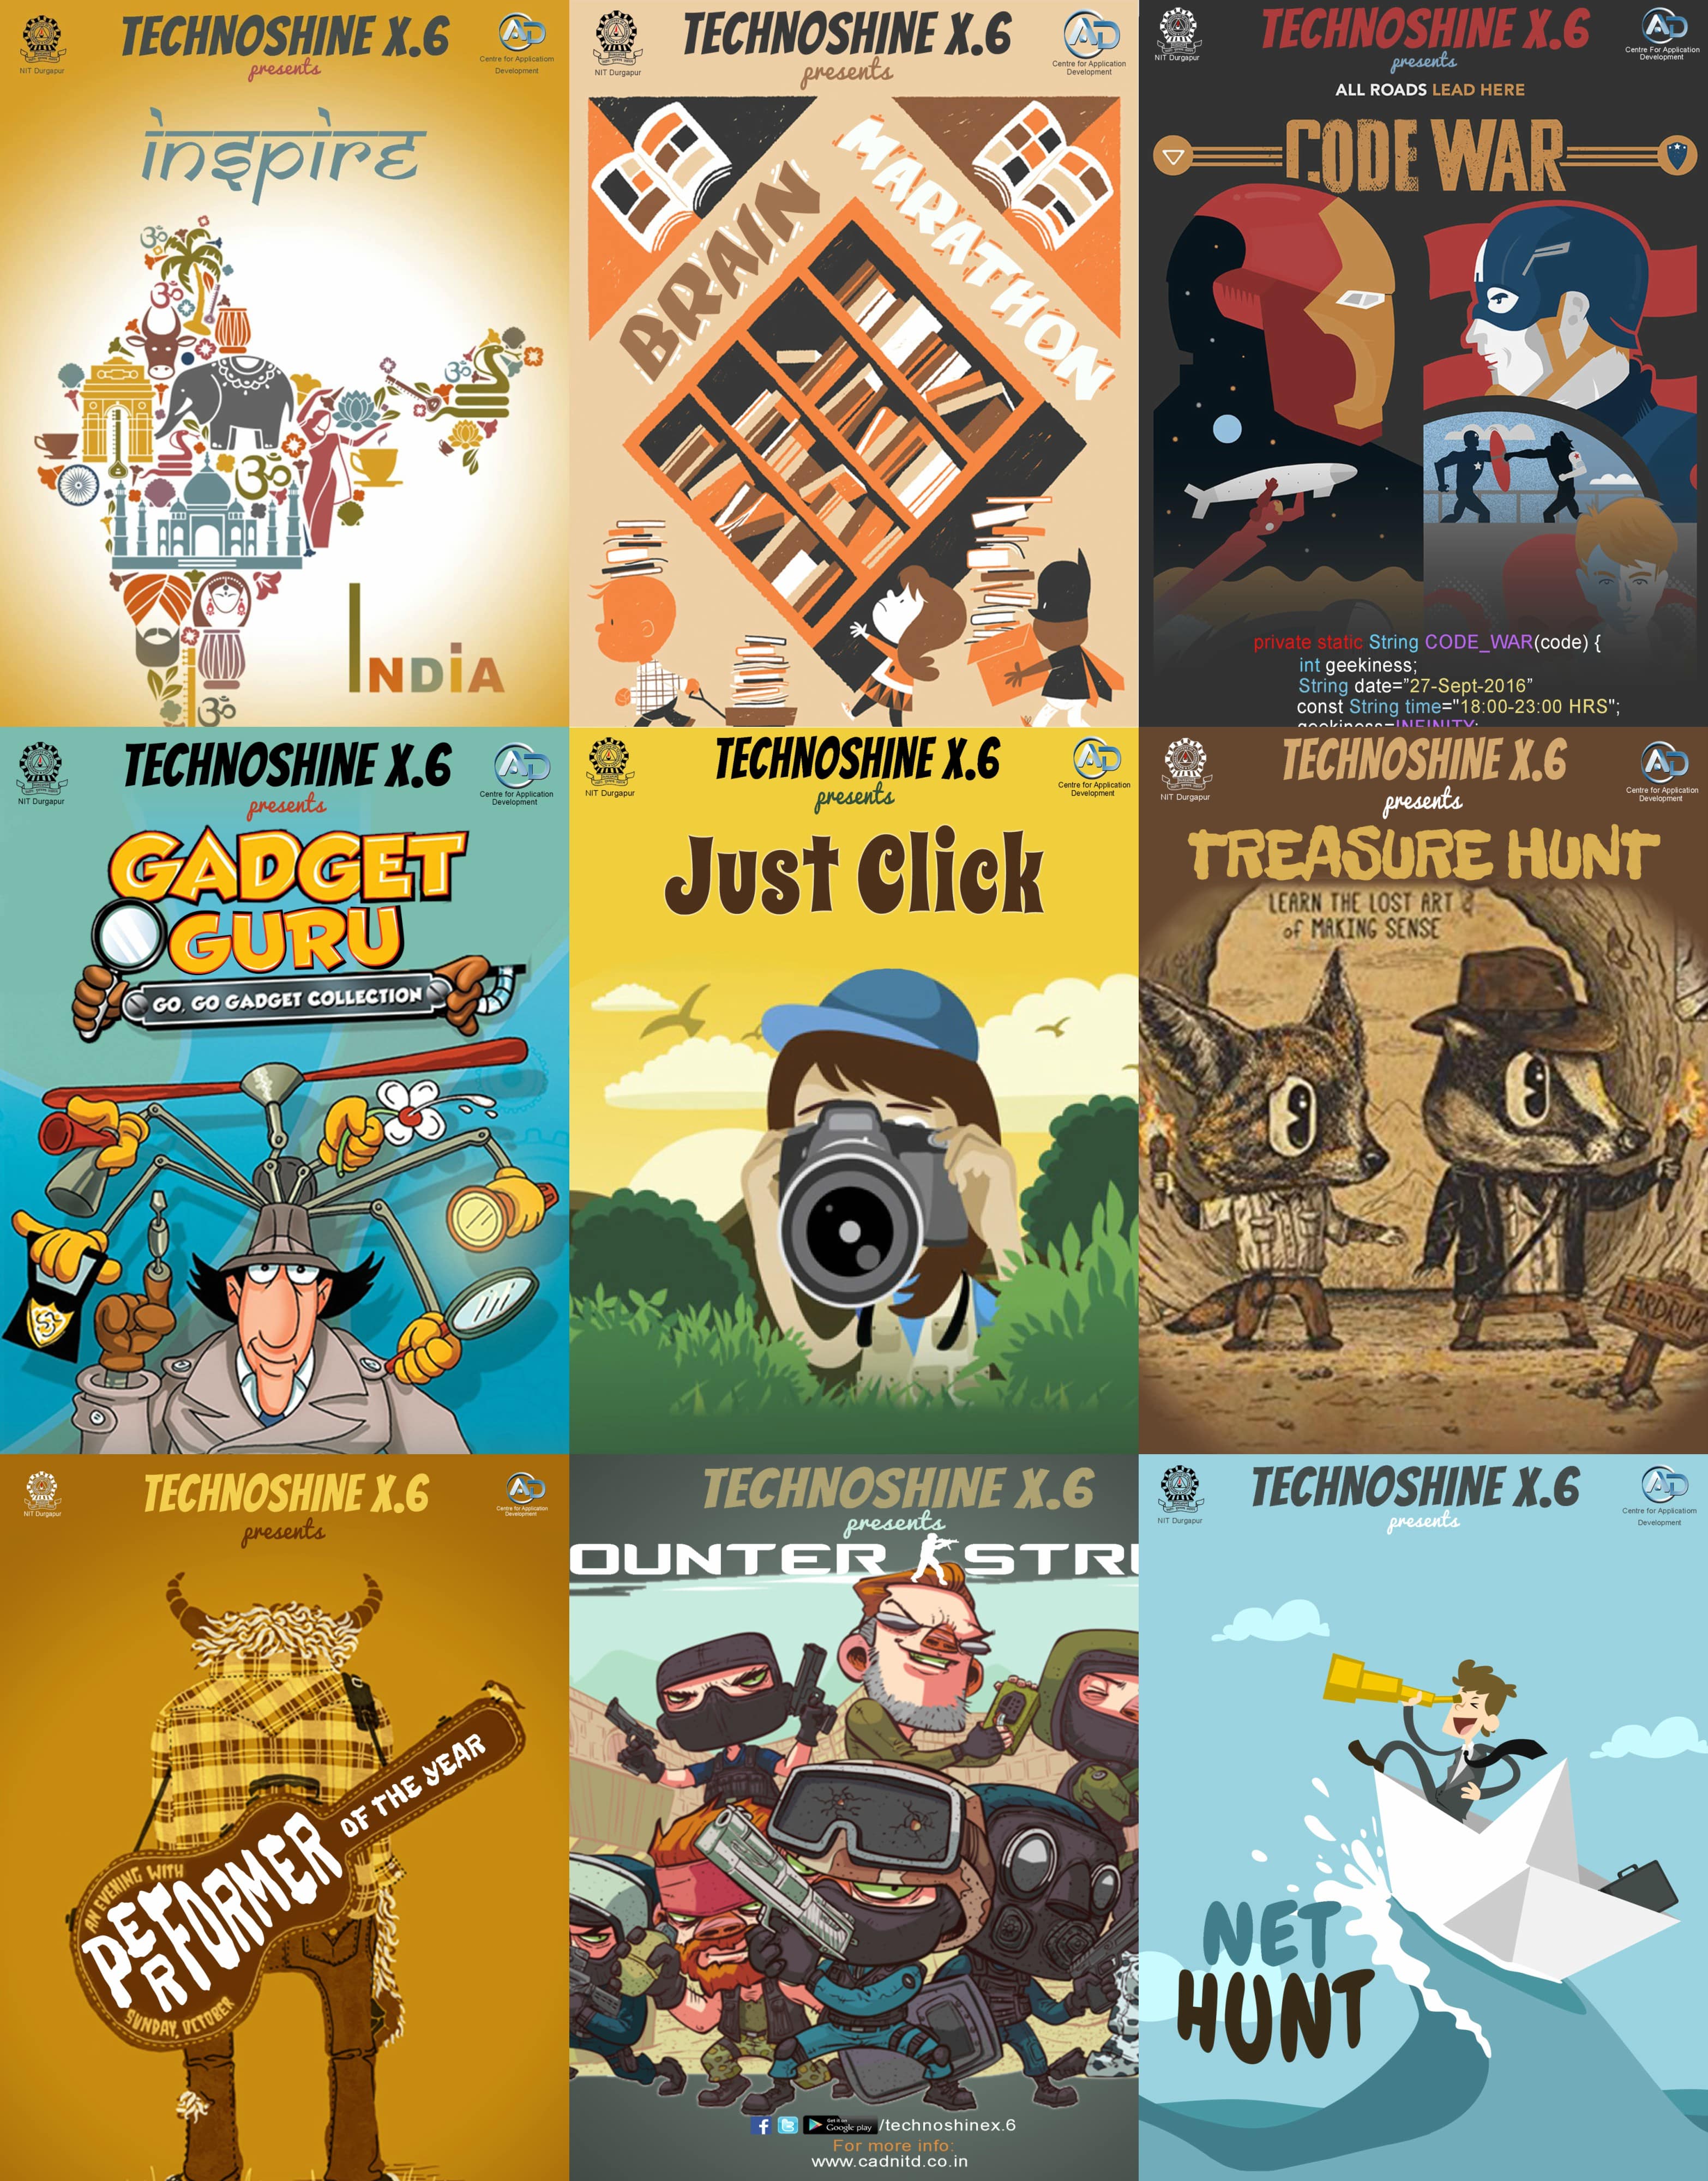 NIT Durgapur
TECHNOSHINE X.6
presents
Centre for Application
Development
inspire
INDIA
NIT Durgapur
TECHNOSHINE X.6
presents
Centre for Application
Development
BRAIN
MARATHON
NIT Durgapur
TECHNOSHINE X.6
presents
Centre For Application
Development
ALL ROADS LEAD HERE
CODE WAR
private static String CODE_WAR(code) {
int geekiness;
String date="27-Sept-2016"
const String time="18:00-23:00 HRS";
geekiness=INFINITY;
NIT Durgapur
TECHNOSHINE X.6
presents
Centre for Application
Development
GADGET
GURU
GO, GO GADGET COLLECTION
NIT Durgapur
TECHNOSHINE X.6
presents
Centre for Application
Development
Just Click
NIT Durgapur
TECHNOSHINE X.6
presents
Centre for Application
Development
TREASURE HUNT
LEARN THE LOST ART
of MAKING SENSE
EARDRUM
NIT Durgapur
TECHNOSHINE X.6
presents
Centre for Application
Development
AN EVENING WITH
PERFORMER
OF THE YEAR
SUNDAY, OCTOBER
TECHNOSHINE X.6
presents
OUNTER STRI
Get it on
Google play
/technoshinex.6
For more info:
www.cadnitd.co.in
NIT Durgapur
TECHNOSHINE X.6
presents
Centre for Application
Development
NET
HUNT